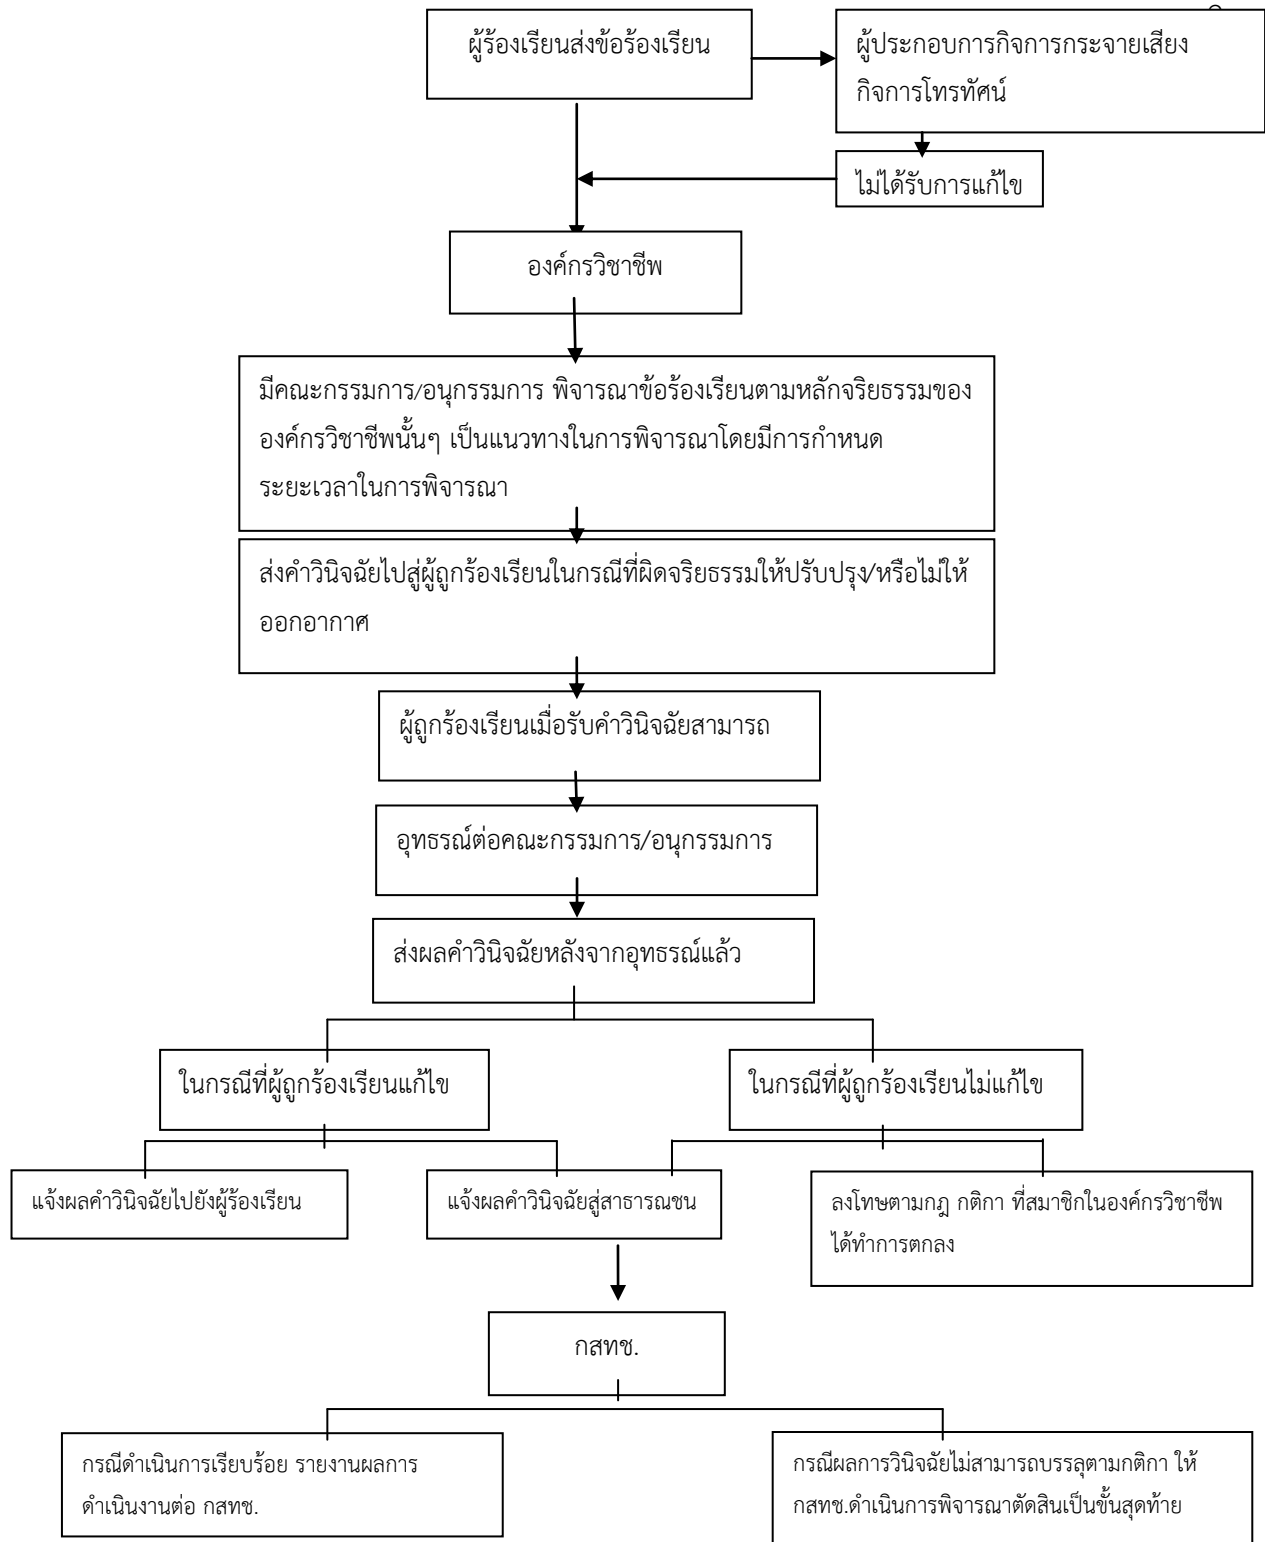 ผู้ร้องเรียนส่งข้อร้องเรียน
ผู้ประกอบการกิจการกระจายเสียง
กิจการโทรทัศน์
ไม่ได้รับการแก้ไข
องค์กรวิชาชีพ
มีคณะกรรมการ/อนุกรรมการ พิจารณาข้อร้องเรียนตามหลักจริยธรรมของ
องค์กรวิชาชีพนั้นๆ เป็นแนวทางในการพิจารณาโดยมีการกำหนด
ระยะเวลาในการพิจารณา
ส่งคำวินิจฉัยไปสู่ผู้ถูกร้องเรียนในกรณีที่ผิดจริยธรรมให้ปรับปรุง/หรือไม่ให้
ออกอากาศ
ผู้ถูกร้องเรียนเมื่อรับคำวินิจฉัยสามารถ
อุทธรณ์ต่อคณะกรรมการ/อนุกรรมการ
ส่งผลคำวินิจฉัยหลังจากอุทธรณ์แล้ว
ในกรณีที่ผู้ถูกร้องเรียนแก้ไข
ในกรณีที่ผู้ถูกร้องเรียนไม่แก้ไข
แจ้งผลคำวินิจฉัยไปยังผู้ร้องเรียน
แจ้งผลคำวินิจฉัยสู่สาธารณชน
ลงโทษตามกฎ กติกา ที่สมาชิกในองค์กรวิชาชีพ
ได้ทำการตกลง
กสทช.
กรณีดำเนินการเรียบร้อย รายงานผลการ
ดำเนินงานต่อ กสทช.
กรณีผลการวินิจฉัยไม่สามารถบรรลุตามกติกา ให้
กสทช.ดำเนินการพิจารณาตัดสินเป็นขั้นสุดท้าย